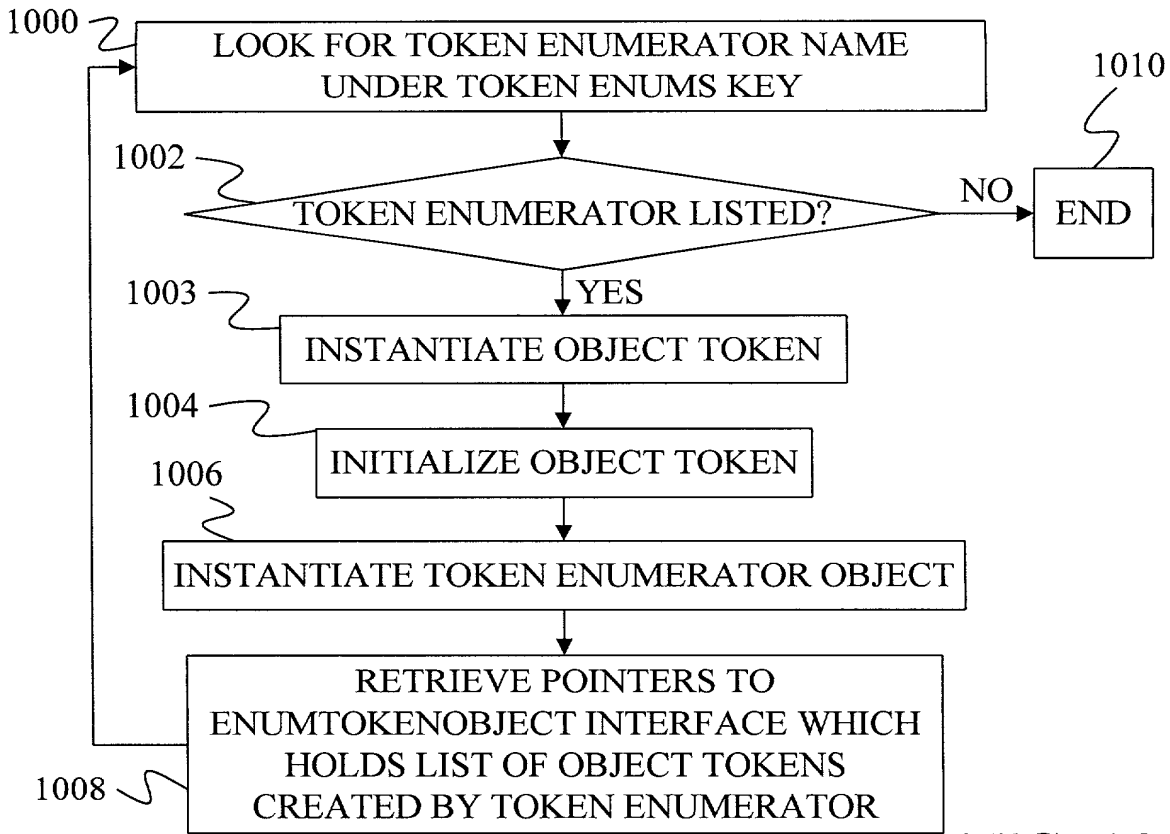 1000
LOOK FOR TOKEN ENUMERATOR NAME
UNDER TOKEN ENUMS KEY
1010
1002
TOKEN ENUMERATOR LISTED?
NO
END
YES
1003
INSTANTIATE OBJECT TOKEN
1004
INITIALIZE OBJECT TOKEN
1006
INSTANTIATE TOKEN ENUMERATOR OBJECT
RETRIEVE POINTERS TO
ENUMTOKENOBJECT INTERFACE WHICH
HOLDS LIST OF OBJECT TOKENS
CREATED BY TOKEN ENUMERATOR
1008